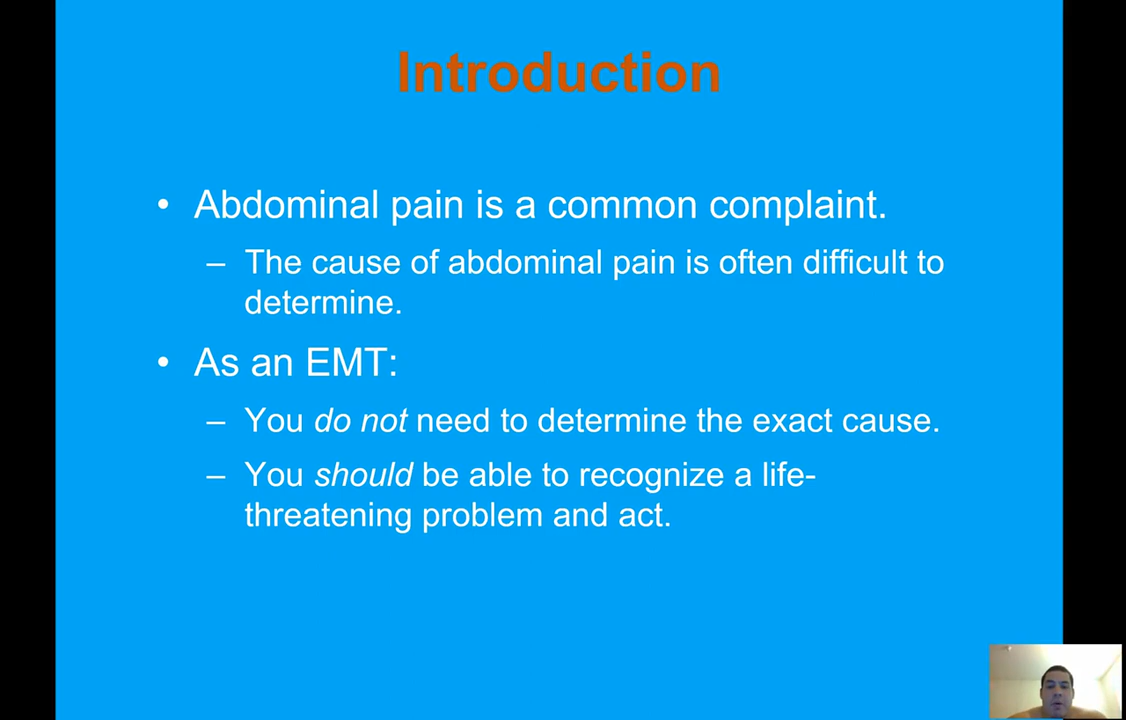 Introduction
• Abdominal pain is a common complaint.
– The cause of abdominal pain is often difficult to
determine.
• As an EMT:
– You do not need to determine the exact cause.
– You should be able to recognize a life-
threatening problem and act.